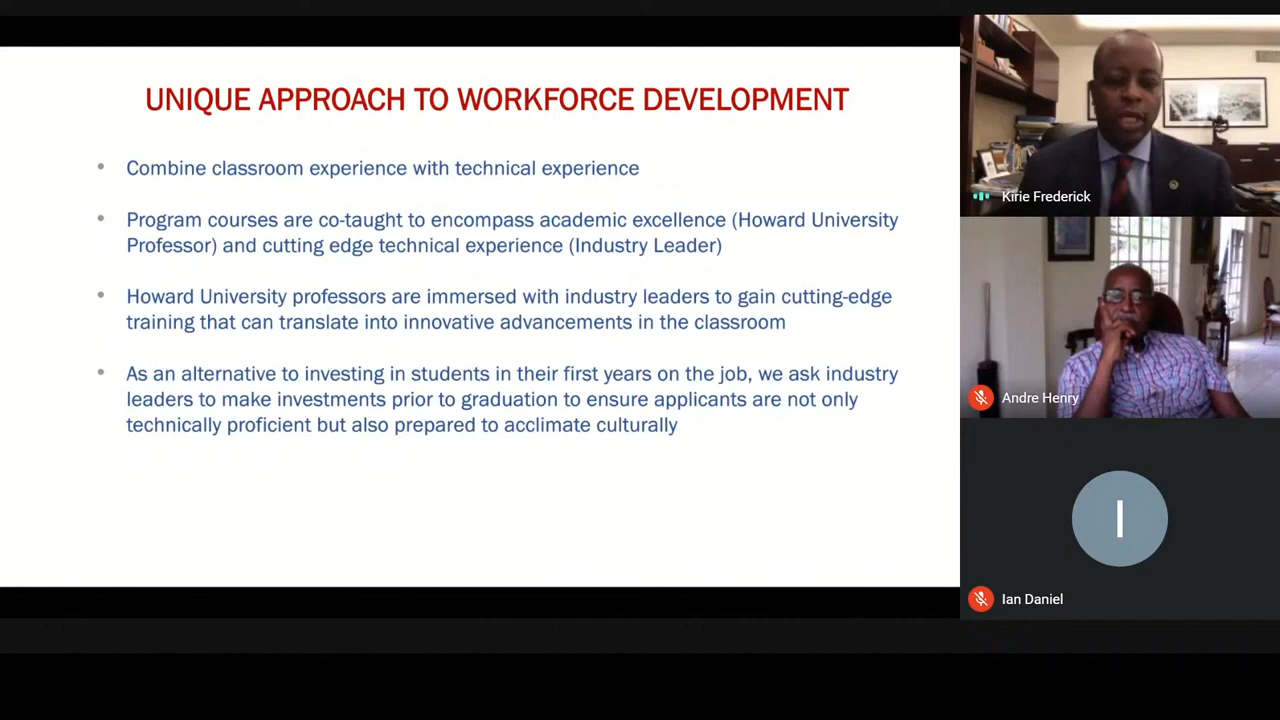 UNIQUE APPROACH TO WORKFORCE DEVELOPMENT
• Combine classroom experience with technical experience
• Program courses are co-taught to encompass academic excellence (Howard University
Professor) and cutting edge technical experience (Industry Leader)
• Howard University professors are immersed with industry leaders to gain cutting-edge
training that can translate into innovative advancements in the classroom
• As an alternative to investing in students in their first years on the job, we ask industry
leaders to make investments prior to graduation to ensure applicants are not only
technically proficient but also prepared to acclimate culturally
Kirie Frederick
Andre Henry
I
Ian Daniel